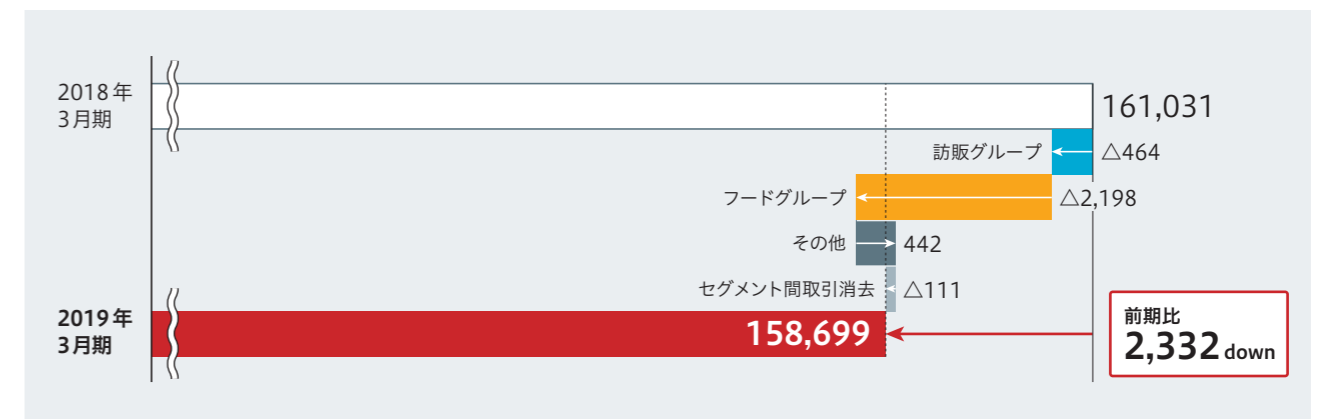 2018年
3月期
161,031
訪販グループ △464
フードグループ △2,198
その他 442
セグメント間取引消去 △111
2019年
3月期
158,699
前期比
2,332 down